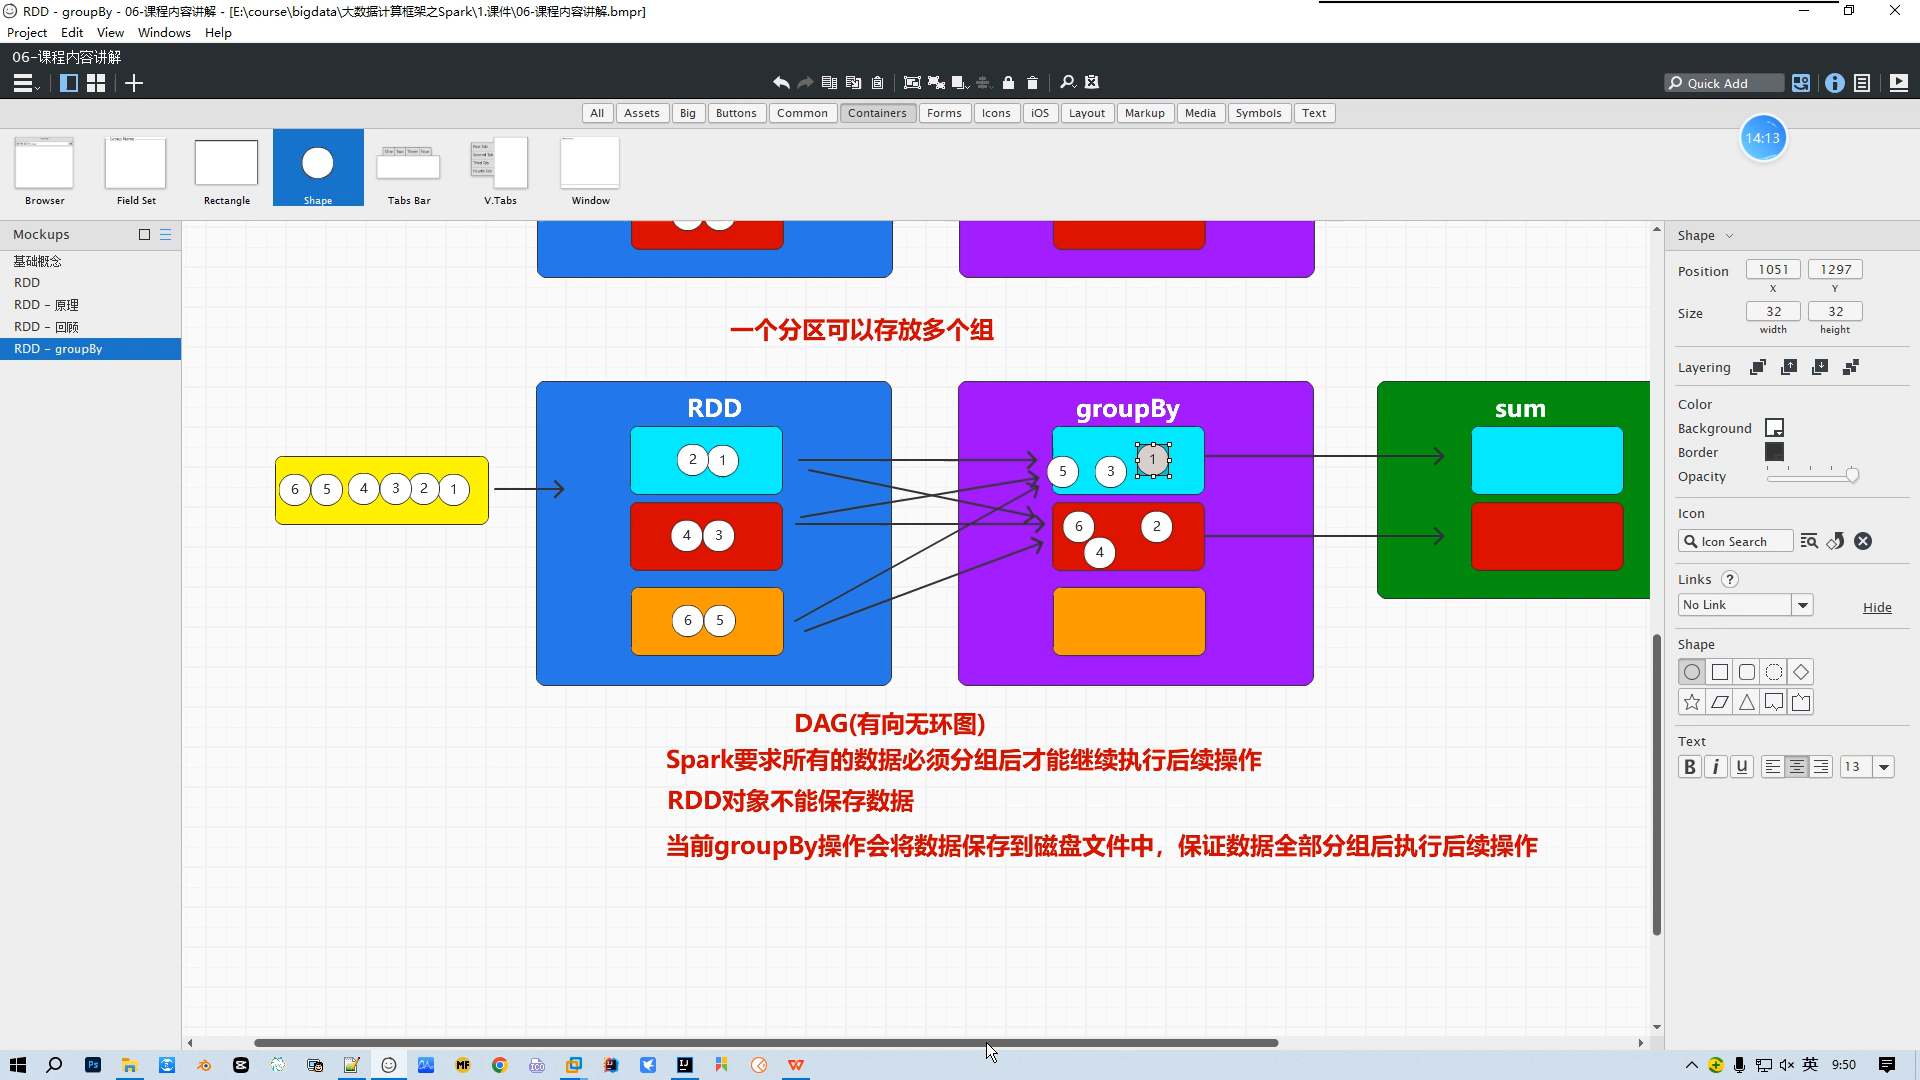 RDD - groupBy - 06-课程内容讲解 - [E:\course\bigdata\大数据计算框架之Spark\1.课件\06-课程内容讲解.bmpr]
Project Edit View Windows Help
06-课程内容讲解
Quick Add
All Assets Big Buttons Common Containers Forms Icons iOS Layout Markup Media Symbols Text
14:13
Browser Field Set Rectangle Shape Tabs Bar V.Tabs Window
Mockups
基础概念
RDD
RDD - 原理
RDD - 回顾
RDD - groupBy
一个分区可以存放多个组
RDD groupBy sum
6 5 4 3 2 1
2 1
4 3
6 5
5 3 1
6 2
4
DAG(有向无环图)
Spark要求所有的数据必须分组后才能继续执行后续操作
RDD对象不能保存数据
当前groupBy操作会将数据保存到磁盘文件中，保证数据全部分组后执行后续操作
Shape
Position 1051 1297
X Y
Size 32 32
width height
Layering
Color
Background
Border
Opacity
Icon
Icon Search
Links ?
No Link Hide
Shape
Text
B i U 13
英 9:50